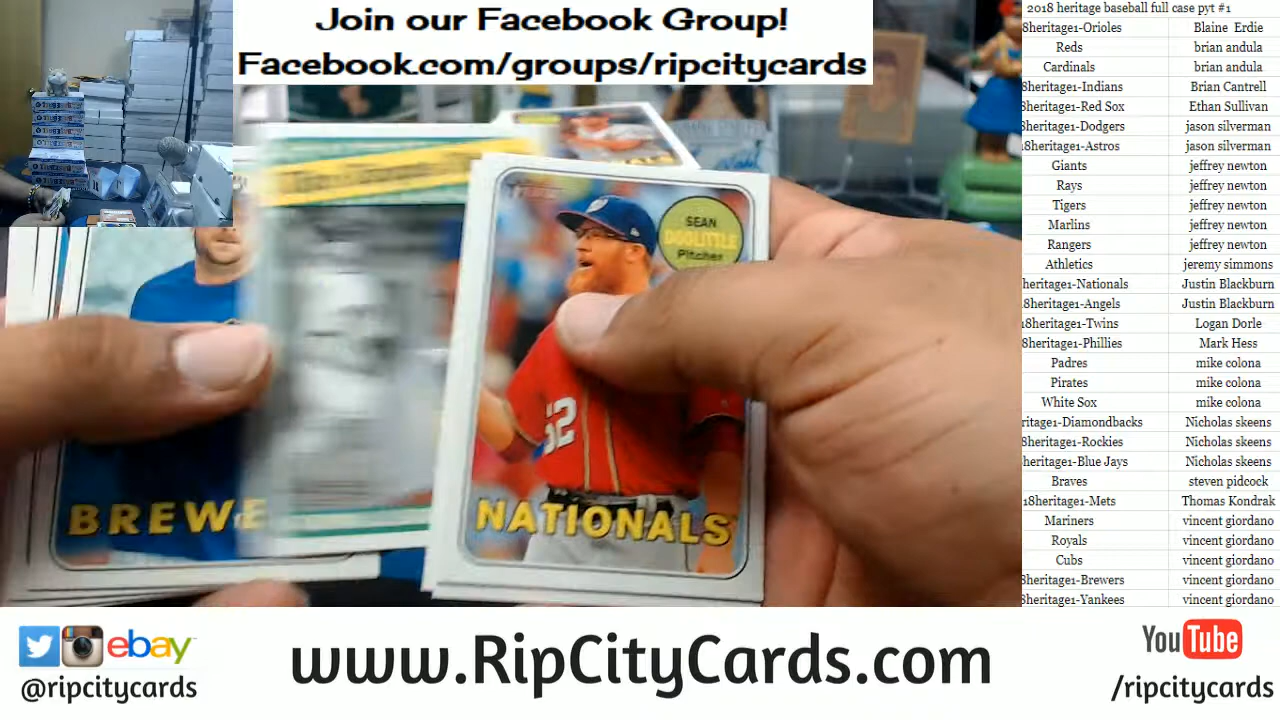 Join our Facebook Group!
Facebook.com/groups/ripcitycards
SEAN
DOOLITTLE
Pitcher
52
NATIONALS
BREWE
2018 heritage baseball full case pyt #1
8heritage1-Orioles Blaine Erdie
Reds brian andula
Cardinals brian andula
heritage1-Indians Brian Cantrell
heritage1-Red Sox Ethan Sullivan
8heritage1-Dodgers jason silverman
18heritage1-Astros jason silverman
Giants jeffrey newton
Rays jeffrey newton
Tigers jeffrey newton
Marlins jeffrey newton
Rangers jeffrey newton
Athletics jeremy simmons
heritage1-Nationals Justin Blackburn
8heritage1-Angels Justin Blackburn
18heritage1-Twins Logan Dorle
8heritage1-Phillies Mark Hess
Padres mike colona
Pirates mike colona
White Sox mike colona
ritage1-Diamondbacks Nicholas skeens
8heritage1-Rockies Nicholas skeens
heritage1-Blue Jays Nicholas skeens
Braves steven pidcock
18heritage1-Mets Thomas Kondrak
Mariners vincent giordano
Royals vincent giordano
Cubs vincent giordano
8heritage1-Brewers vincent giordano
8heritage1-Yankees vincent giordano
ebay
@ripcitycards
www.RipCityCards.com
YouTube
/ripcitycards